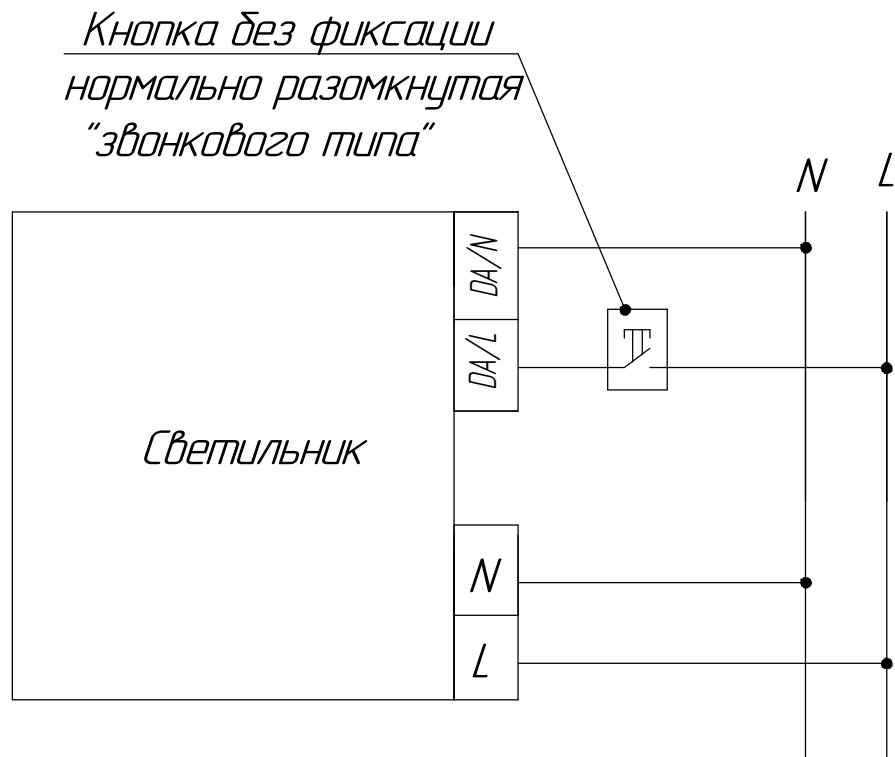 Кнопка без фиксации
нормально разомкнутая
"звонкового типа"
N L
DA/N
DA/L
Светильник
N
L